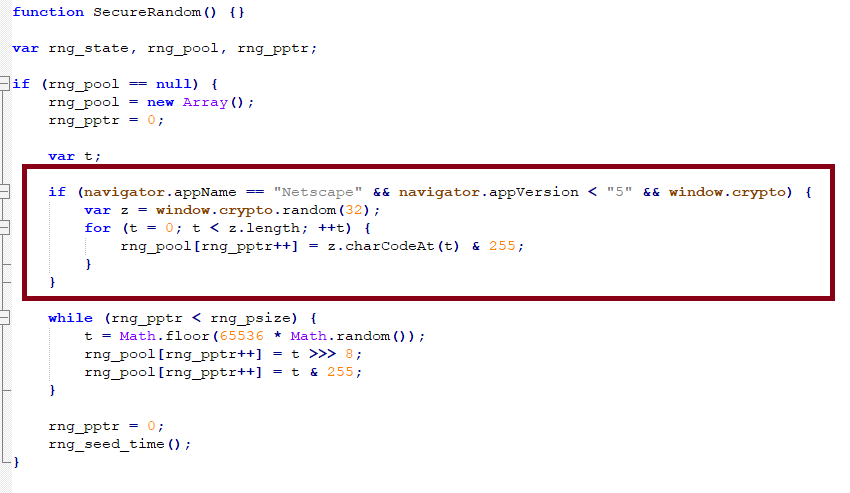 function SecureRandom() {}
var rng_state, rng_pool, rng_pptr;
if (rng_pool == null) {
rng_pool = new Array();
rng_pptr = 0;
var t;
if (navigator.appName == "Netscape" && navigator.appVersion < "5" && window.crypto) {
var z = window.crypto.random(32);
for (t = 0; t < z.length; ++t) {
rng_pool[rng_pptr++] = z.charCodeAt(t) & 255;
}
}
while (rng_pptr < rng_psize) {
t = Math.floor(65536 * Math.random());
rng_pool[rng_pptr++] = t >>> 8;
rng_pool[rng_pptr++] = t & 255;
}
rng_pptr = 0;
rng_seed_time();
}